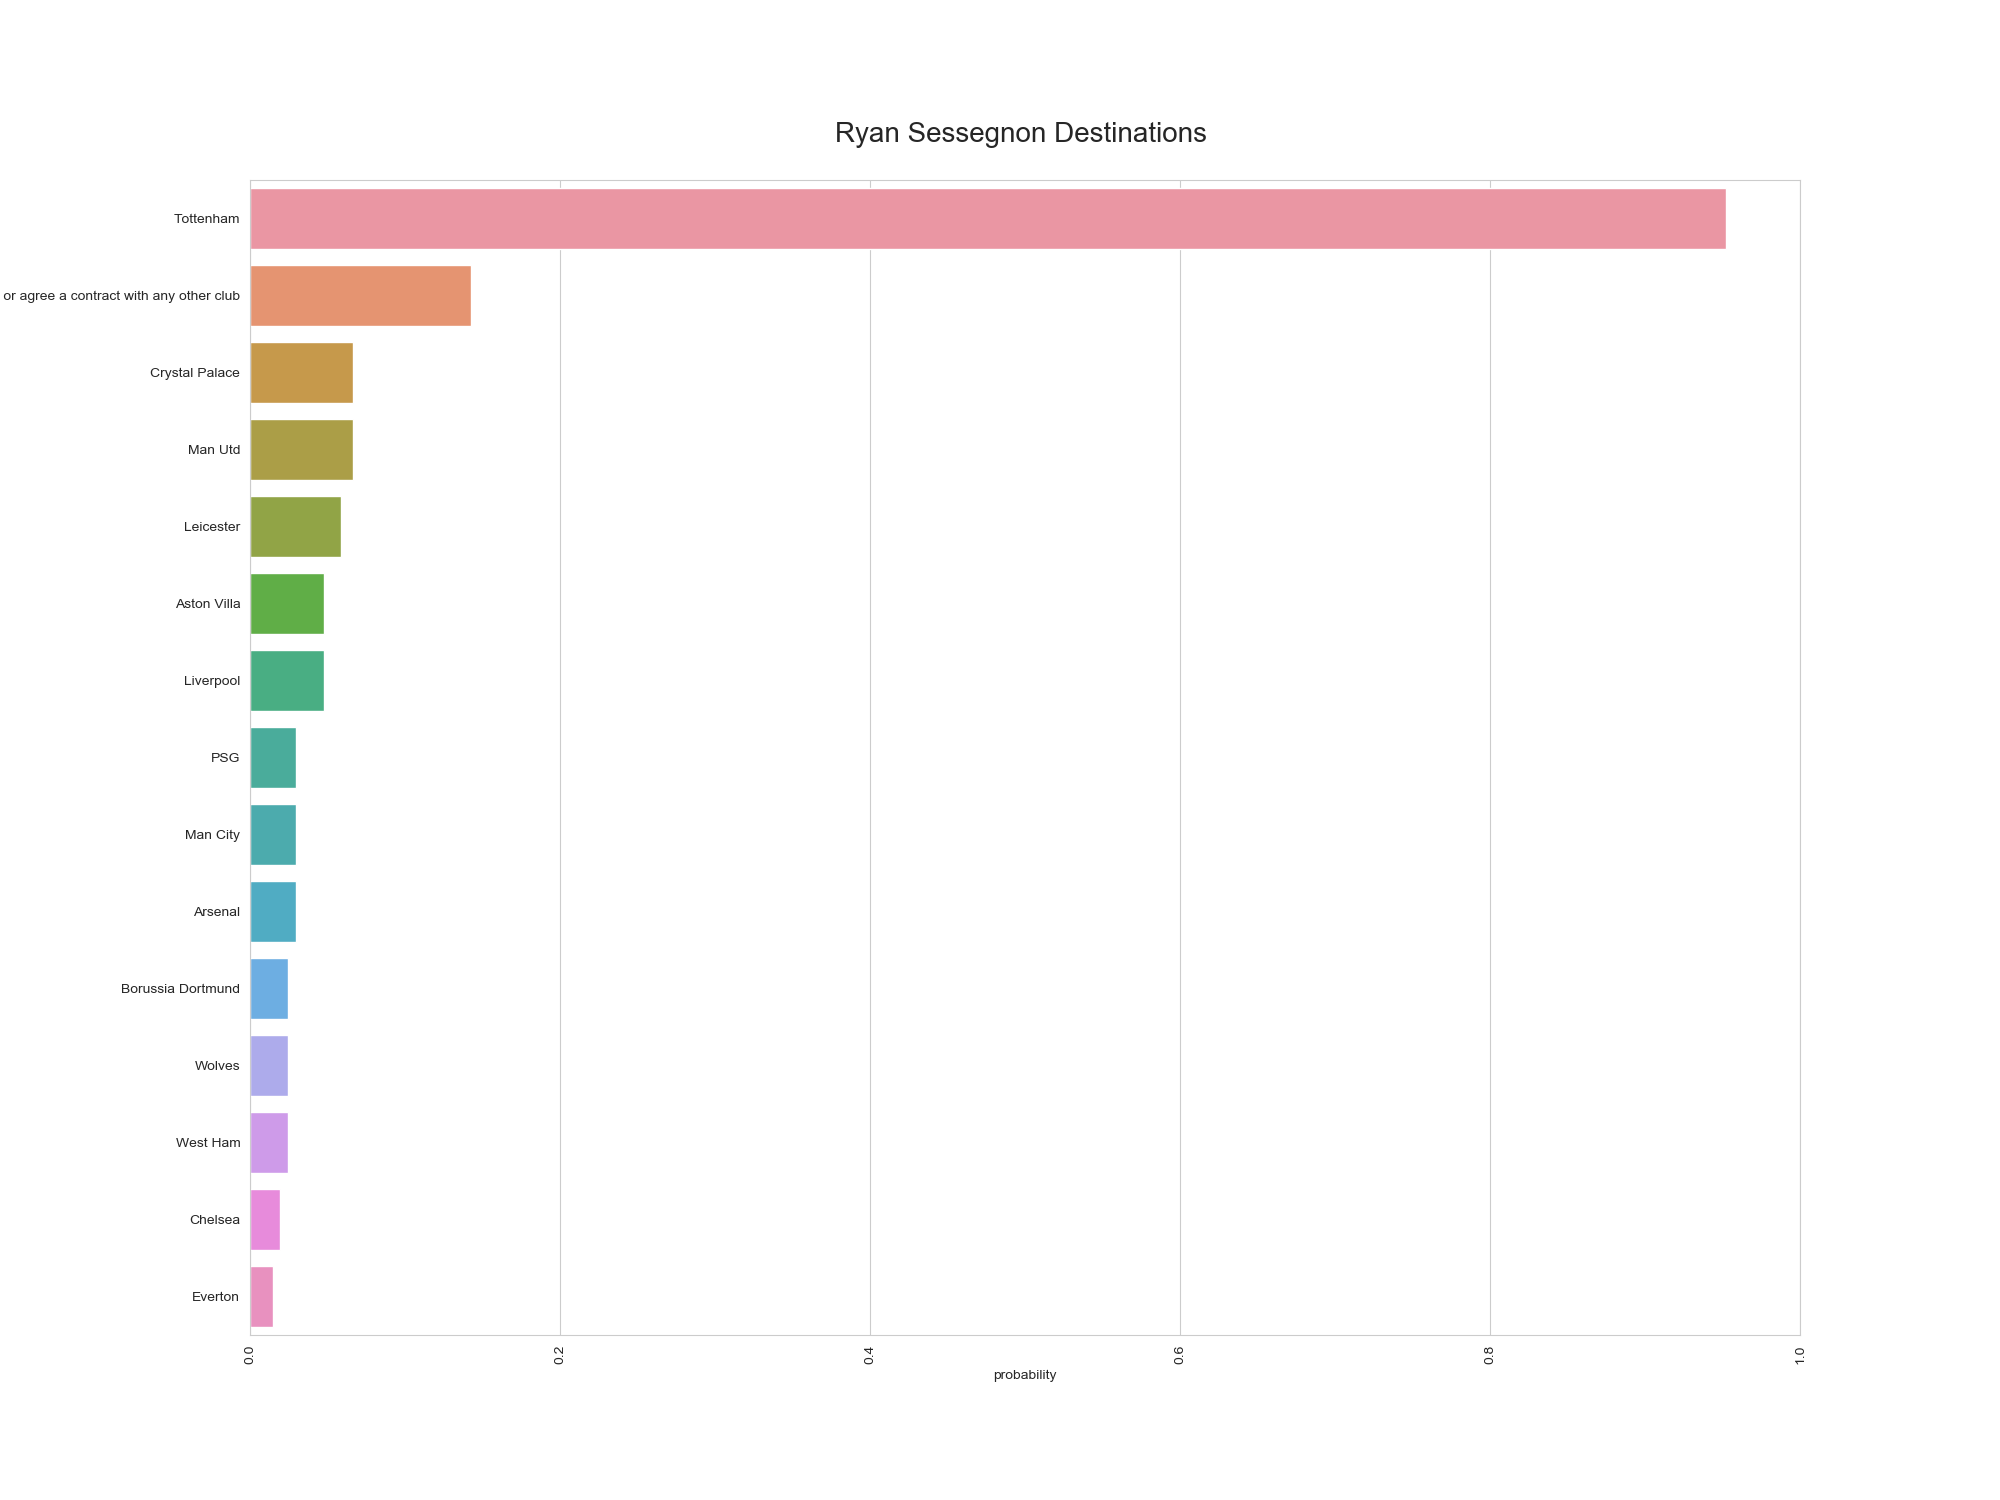 Ryan Sessegnon Destinations
Tottenham
or agree a contract with any other club
Crystal Palace
Man Utd
Leicester
Aston Villa
Liverpool
PSG
Man City
Arsenal
Borussia Dortmund
Wolves
West Ham
Chelsea
Everton
0.0
0.2
0.4
0.6
0.8
1.0
probability